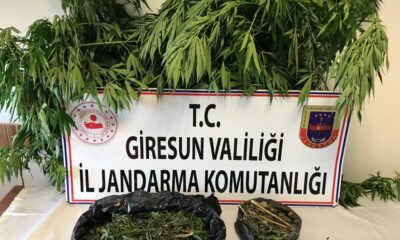 T.C.
GİRESUN VALİLİĞİ
İL JANDARMA KOMUTANLIĞI